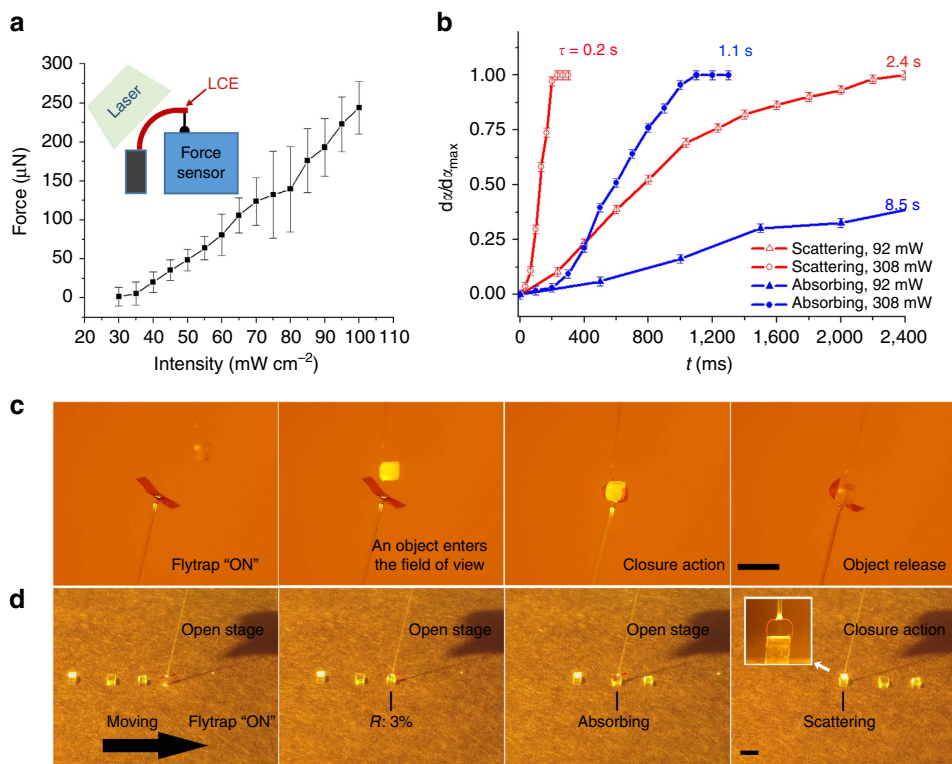 a
300
250
200
150
100
50
0
Force (µN)
Laser
LCE
Force
sensor
20 30 40 50 60 70 80 90 100 110
Intensity (mW cm⁻²)
b
τ = 0.2 s
1.1 s
2.4 s
8.5 s
1.00
0.75
0.50
0.25
0.00
dα/dαmax
Scattering, 92 mW
Scattering, 308 mW
Absorbing, 92 mW
Absorbing, 308 mW
0 400 800 1,200 1,600 2,000 2,400
t (ms)
c
Flytrap “ON”
An object enters
the field of view
Closure action
Object release
d
Open stage
Moving
Flytrap “ON”
Open stage
R: 3%
Open stage
Absorbing
Closure action
Scattering